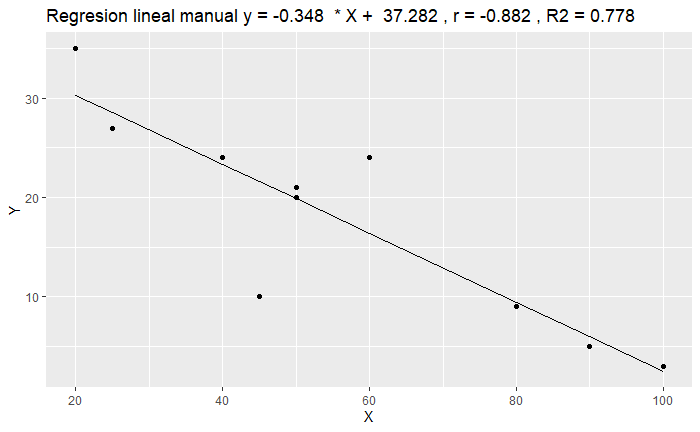 Regresion lineal manual y = -0.348  * X +  37.282 , r = -0.882 , R2 = 0.778
30
20
10
Y
20 40 60 80 100
X